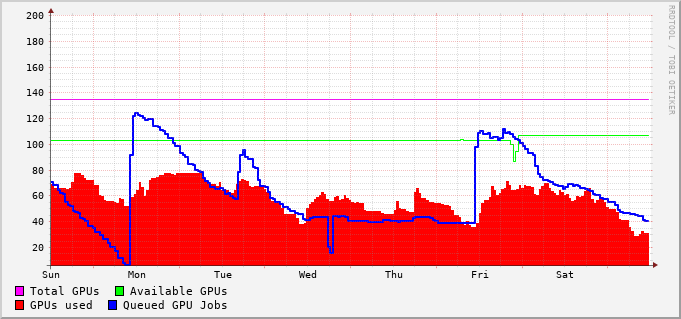 200
180
160
140
120
100
80
60
40
20
Sun Mon Tue Wed Thu Fri Sat
Total GPUs Available GPUs
GPUs used Queued GPU Jobs
RRDTOOL / TOBI OETIKER